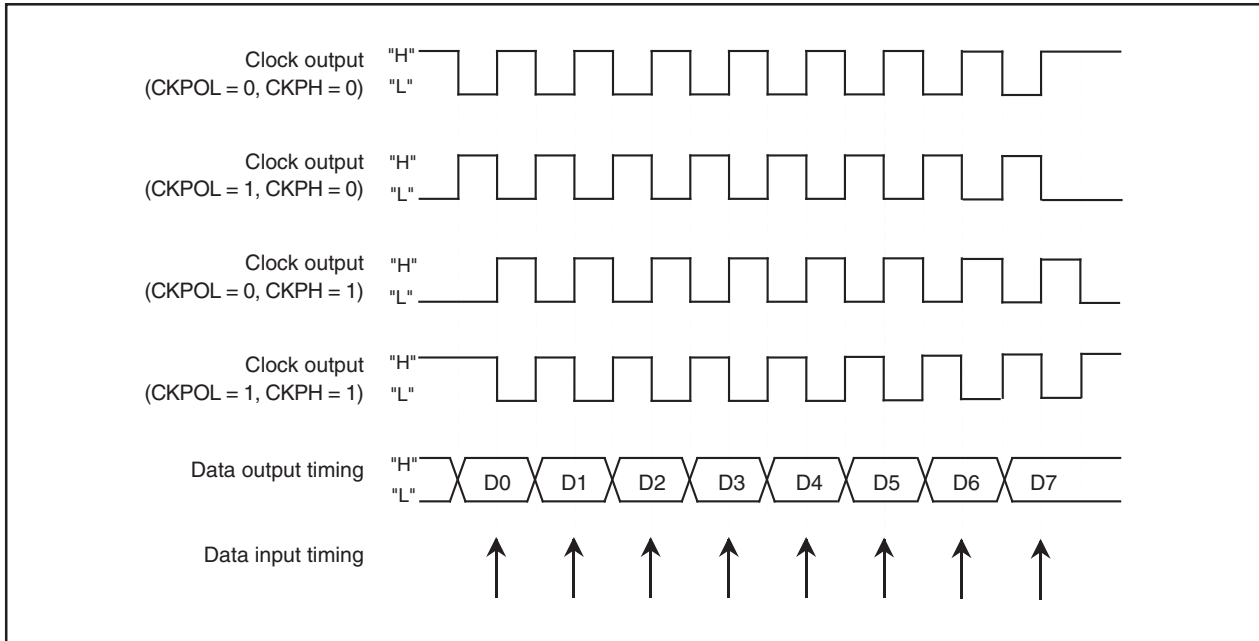 Clock output "H"
(CKPOL = 0, CKPH = 0) "L"
Clock output "H"
(CKPOL = 1, CKPH = 0) "L"
Clock output "H"
(CKPOL = 0, CKPH = 1) "L"
Clock output "H"
(CKPOL = 1, CKPH = 1) "L"
Data output timing "H"
"L" D0 D1 D2 D3 D4 D5 D6 D7
Data input timing